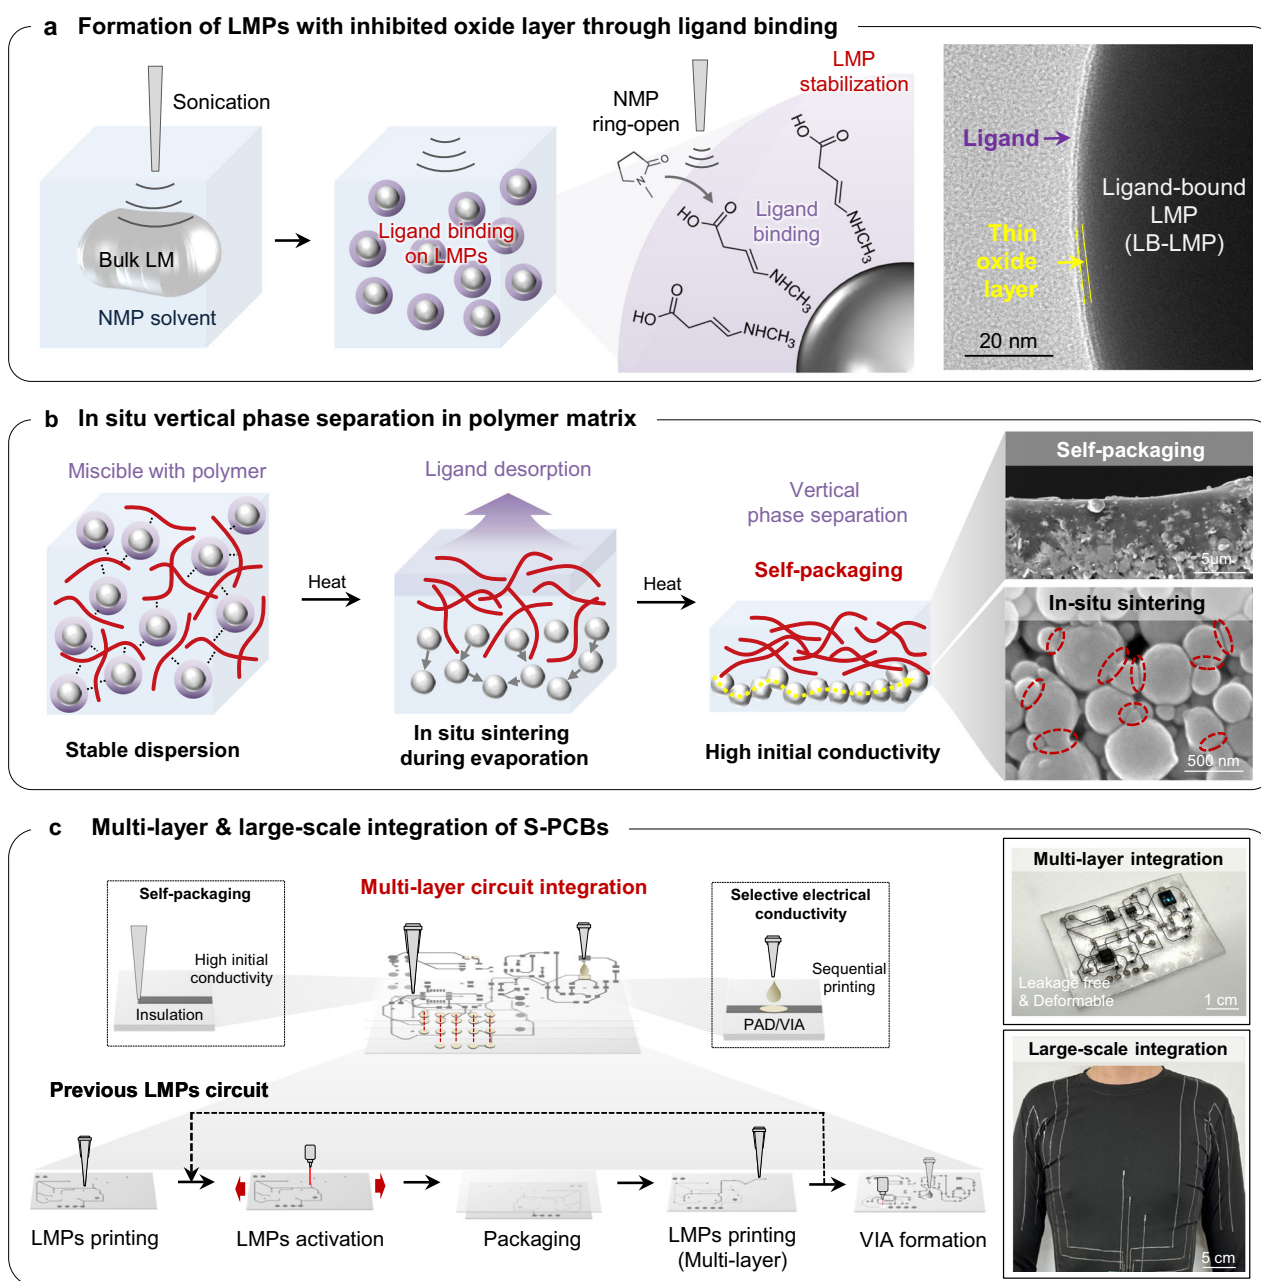 a Formation of LMPs with inhibited oxide layer through ligand binding
Sonication
Bulk LM
NMP solvent
Ligand binding
on LMPs
NMP
ring-open
LMP
stabilization
Ligand
binding
HO
O
NHCH3
HO
O
NHCH3
HO
O
NHCH3
O
N
Ligand
Thin
oxide
layer
Ligand-bound
LMP
(LB-LMP)
20 nm
b In situ vertical phase separation in polymer matrix
Miscible with polymer
Stable dispersion
Heat
Ligand desorption
In situ sintering
during evaporation
Heat
Vertical
phase separation
Self-packaging
High initial conductivity
Self-packaging
5μm
In-situ sintering
500 nm
c Multi-layer & large-scale integration of S-PCBs
Self-packaging
High initial
conductivity
Insulation
Multi-layer circuit integration
Selective electrical
conductivity
Sequential
printing
PAD/VIA
Previous LMPs circuit
LMPs printing
LMPs activation
Packaging
LMPs printing
(Multi-layer)
VIA formation
Multi-layer integration
Leakage free
& Deformable
1 cm
Large-scale integration
5 cm